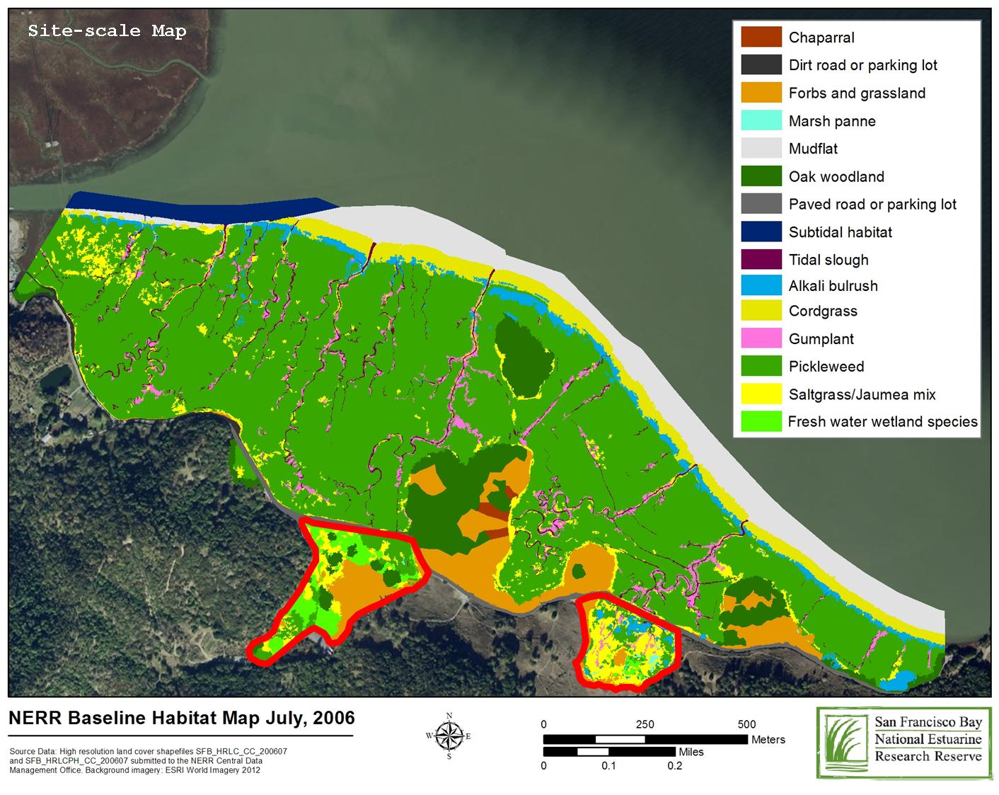 Site-scale Map
Chaparral
Dirt road or parking lot
Forbs and grassland
Marsh panne
Mudflat
Oak woodland
Paved road or parking lot
Subtidal habitat
Tidal slough
Alkali bulrush
Cordgrass
Gumplant
Pickleweed
Saltgrass/Jaumea mix
Fresh water wetland species
NERR Baseline Habitat Map July, 2006
Source Data: High resolution land cover shapefiles SFB_HRLC_CC_200607
and SFB_HRLCPH_CC_200607 submitted to the NERR Central Data
Management Office. Background imagery: ESRI World Imagery 2012
N
W E
S
0 250 500
Meters
Miles
0 0.1 0.2
San Francisco Bay
National Estuarine
Research Reserve